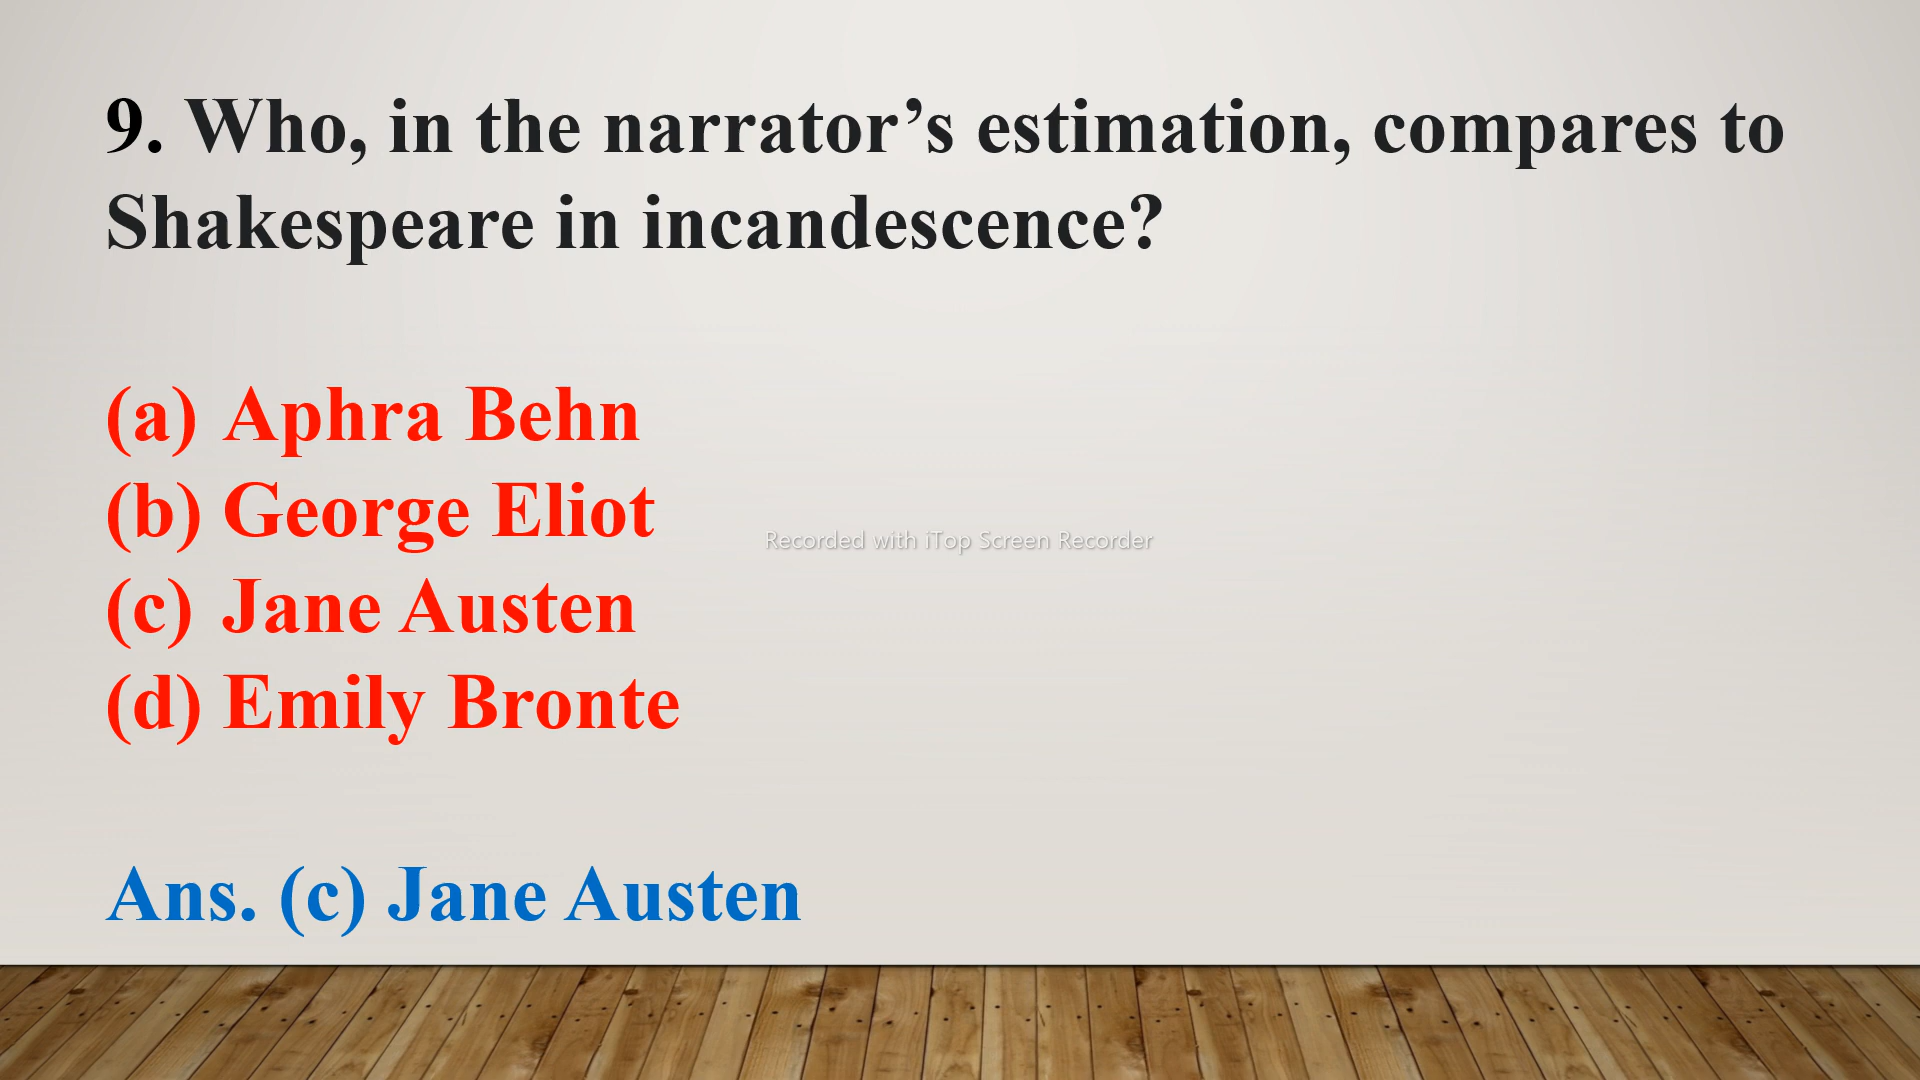 9. Who, in the narrator’s estimation, compares to
Shakespeare in incandescence?
(a) Aphra Behn
(b) George Eliot
Recorded with iTop Screen Recorder
(c) Jane Austen
(d) Emily Bronte
Ans. (c) Jane Austen